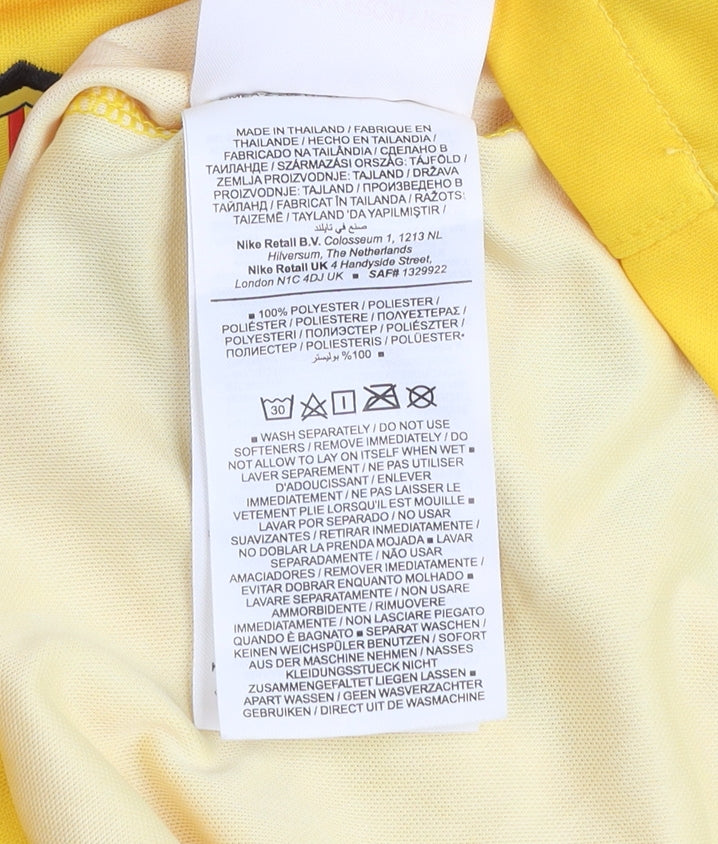 MADE IN THAILAND / FABRIQUE EN
THAILANDE / HECHO EN TAILANDIA /
FABRICADO NA TAILÂNDIA / СДЕЛАНО В
ТАИЛАНДЕ / SZÁRMAZÁSI ORSZÁG: TÁJFÖLD /
ZEMLJA PROIZVODNJE: TAJLAND / DRŽAVA
PROIZVODNJE: TAJLAND / ПРОИЗВЕДЕНО В
ТАЙЛАНД / FABRICAT ÎN TAILANDA / RAŽOTS:
TAIZEMĒ / TAYLAND 'DA YAPILMIŞTIR /
صنع في تايلند
Nike Retail B.V. Colosseum 1, 1213 NL
Hilversum, The Netherlands
Nike Retail UK 4 Handyside Street,
London N1C 4DJ UK ■ SAF# 1329922
■ 100% POLYESTER / POLIESTER /
POLIÉSTER / POLIESTERE / ΠΟΛΥΕΣΤΕΡΑΣ /
POLYESTERI / ПОЛИЭСТЕР / POLIÉSZTER /
ПОЛИЕСТЕР / POLIESTERIS / POLÜESTER*
100% بوليستر ■
30
■ WASH SEPARATELY / DO NOT USE
SOFTENERS / REMOVE IMMEDIATELY / DO
NOT ALLOW TO LAY ON ITSELF WHEN WET ■
LAVER SEPAREMENT / NE PAS UTILISER
D'ADOUCISSANT / ENLEVER
IMMEDIATEMENT / NE PAS LAISSER LE
VETEMENT PLIE LORSQU'IL EST MOUILLE ■
LAVAR POR SEPARADO / NO USAR
SUAVIZANTES / RETIRAR INMEDIATAMENTE /
NO DOBLAR LA PRENDA MOJADA ■ LAVAR
SEPARADAMENTE / NÃO USAR
AMACIADORES / REMOVER IMEDIATAMENTE /
EVITAR DOBRAR ENQUANTO MOLHADO ■
LAVARE SEPARATAMENTE / NON USARE
AMMORBIDENTE / RIMUOVERE
IMMEDIATAMENTE / NON LASCIARE PIEGATO
QUANDO È BAGNATO ■ SEPARAT WASCHEN /
KEINEN WEICHSPÜLER BENUTZEN / SOFORT
AUS DER MASCHINE NEHMEN / NASSES
KLEIDUNGSSTUECK NICHT
ZUSAMMENGEFALTET LIEGEN LASSEN ■
APART WASSEN / GEEN WASVERZACHTER
GEBRUIKEN / DIRECT UIT DE WASMACHINE